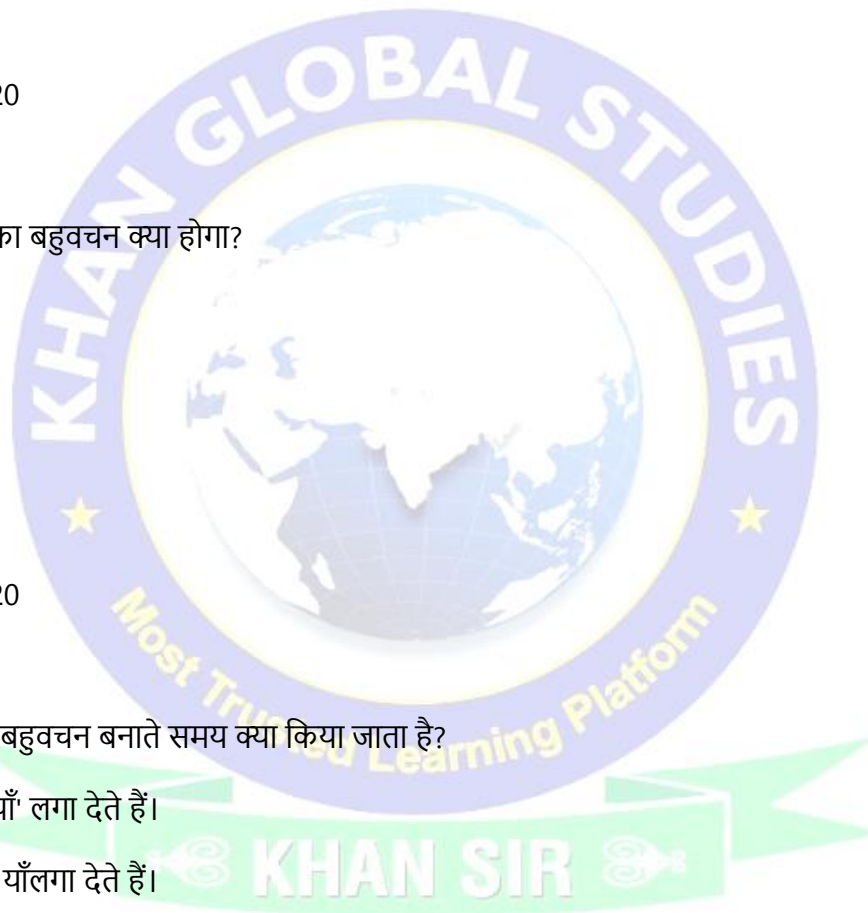 20
का बहुवचन क्या होगा?
KHAN GLOBAL STUDIES
20
Most Trusted Learning Platform
बहुवचन बनाते समय क्या किया जाता है?
याँ' लगा देते हैं।
याँलगा देते हैं।
KHAN SIR